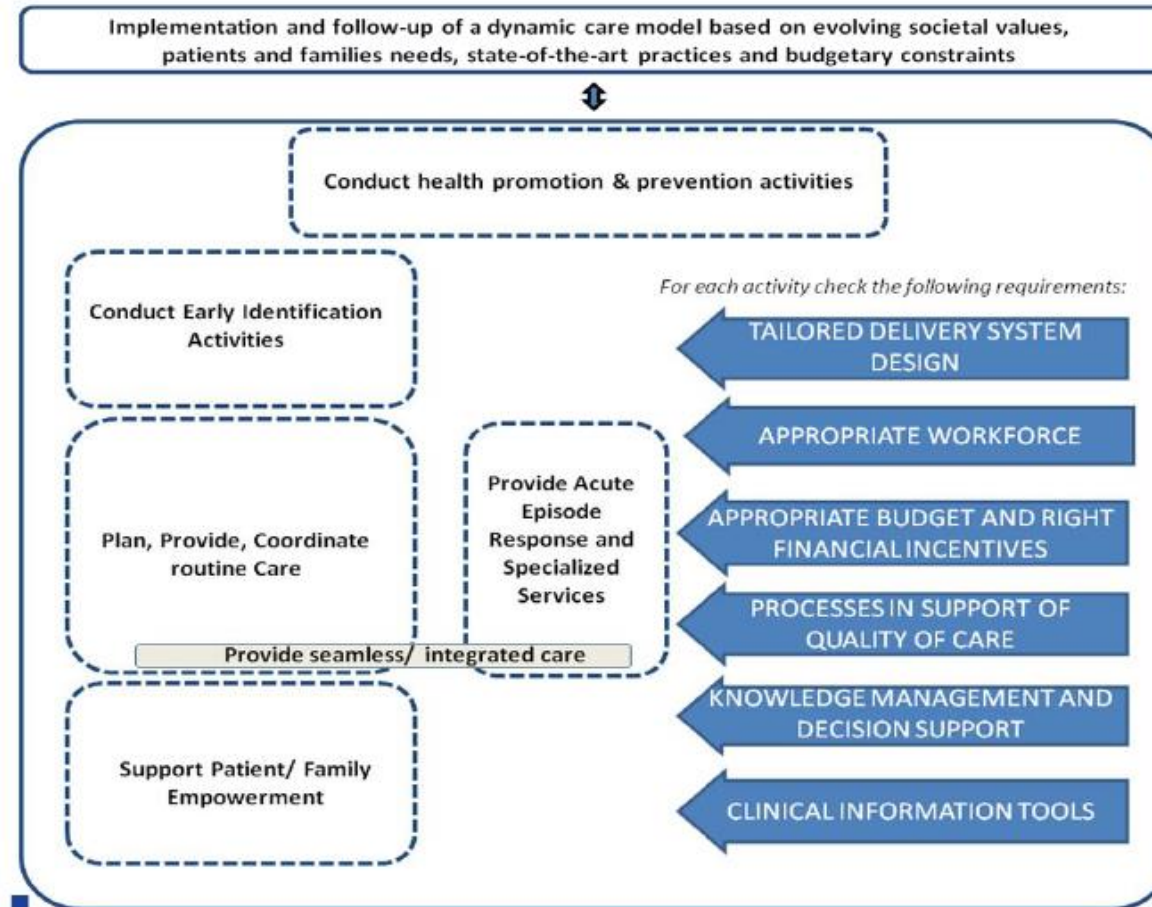 Implementation and follow-up of a dynamic care model based on evolving societal values,
patients and families needs, state-of-the-art practices and budgetary constraints
Conduct health promotion & prevention activities
Conduct Early Identification
Activities
Plan, Provide, Coordinate
routine Care
Provide Acute
Episode
Response and
Specialized
Services
Provide seamless/ integrated care
Support Patient/ Family
Empowerment
For each activity check the following requirements:
TAILORED DELIVERY SYSTEM
DESIGN
APPROPRIATE WORKFORCE
APPROPRIATE BUDGET AND RIGHT
FINANCIAL INCENTIVES
PROCESSES IN SUPPORT OF
QUALITY OF CARE
KNOWLEDGE MANAGEMENT AND
DECISION SUPPORT
CLINICAL INFORMATION TOOLS